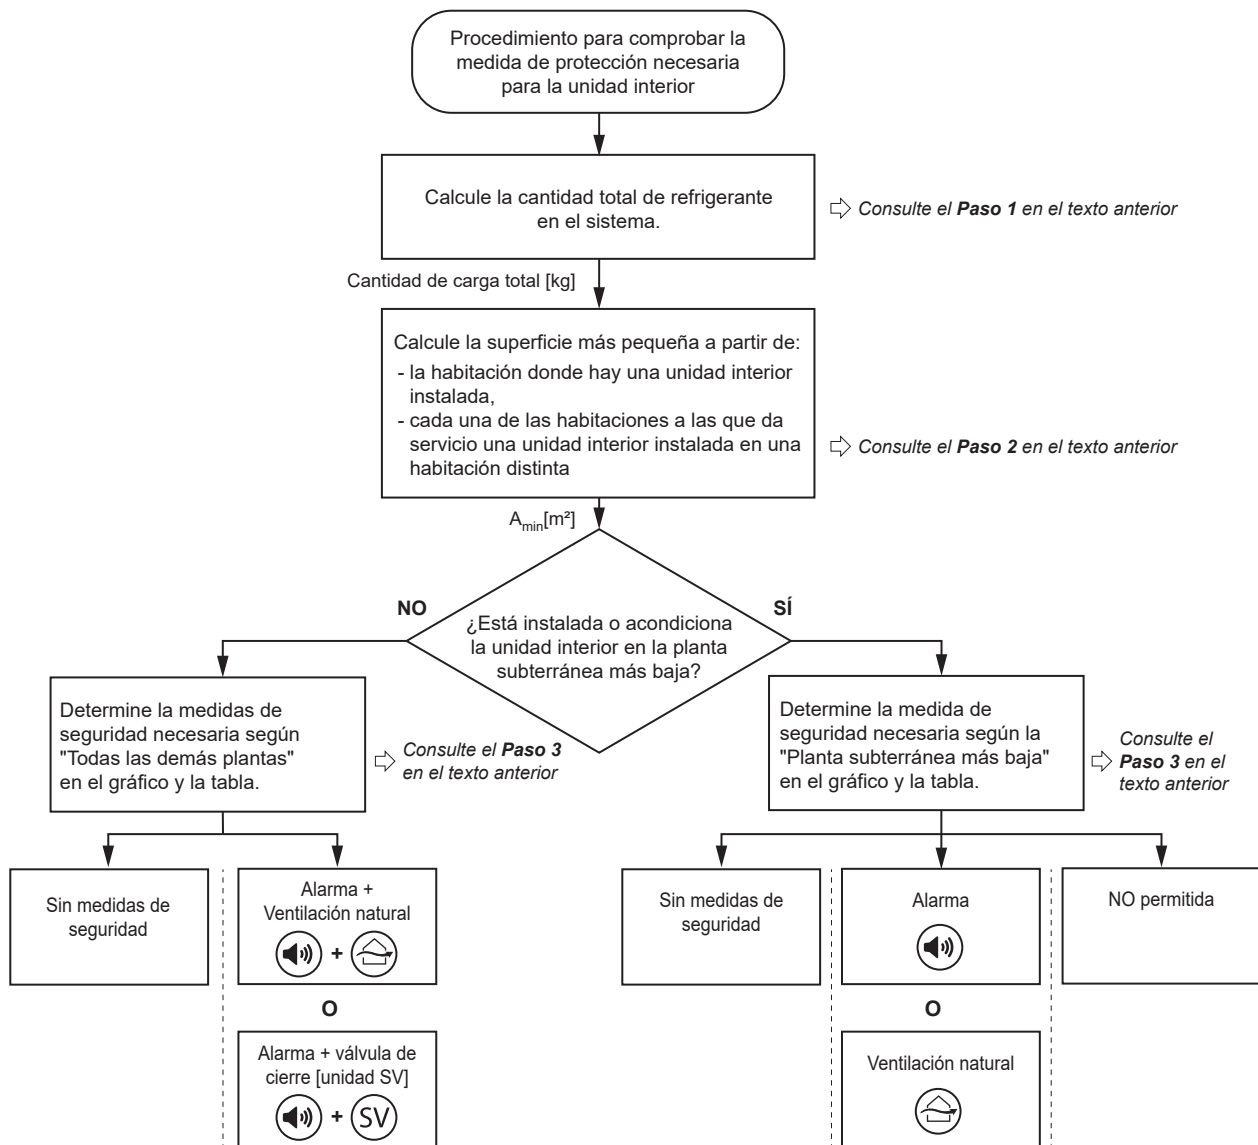 Procedimiento para comprobar la
medida de protección necesaria
para la unidad interior
Calcule la cantidad total de refrigerante
en el sistema.
Consulte el Paso 1 en el texto anterior
Cantidad de carga total [kg]
Calcule la superficie más pequeña a partir de:
- la habitación donde hay una unidad interior
instalada,
- cada una de las habitaciones a las que da
servicio una unidad interior instalada en una
habitación distinta
Consulte el Paso 2 en el texto anterior
Amin[m²]
NO
SÍ
¿Está instalada o acondiciona
la unidad interior en la planta
subterránea más baja?
Determine la medidas de
seguridad necesaria según
"Todas las demás plantas"
en el gráfico y la tabla.
Consulte el Paso 3
en el texto anterior
Determine la medida de
seguridad necesaria según la
"Planta subterránea más baja"
en el gráfico y la tabla.
Consulte el
Paso 3 en el
texto anterior
Sin medidas de
seguridad
Alarma +
Ventilación natural
+
O
Alarma + válvula de
cierre [unidad SV]
+ SV
Sin medidas de
seguridad
Alarma
O
Ventilación natural
NO permitida